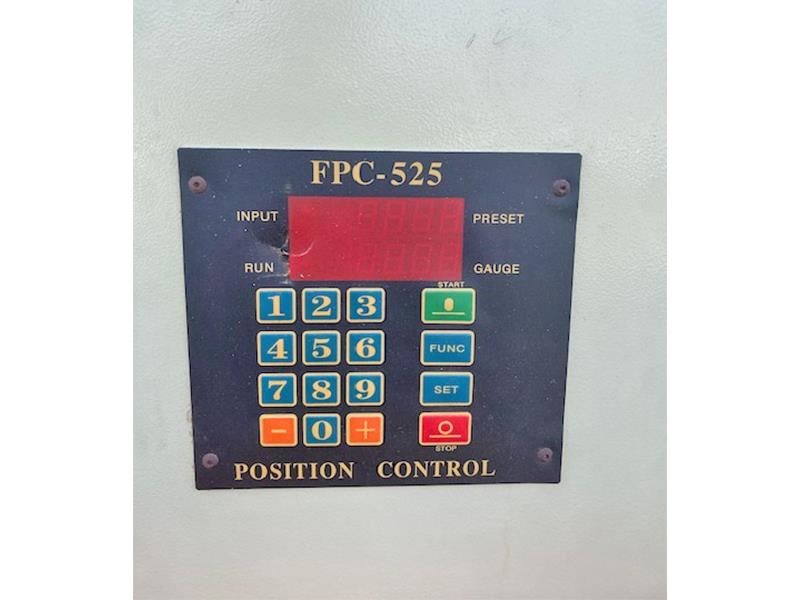 FPC-525
INPUT PRESET
RUN GAUGE
START
1 2 3
4 5 6 FUNC
7 8 9 SET
- 0 +
STOP
POSITION CONTROL